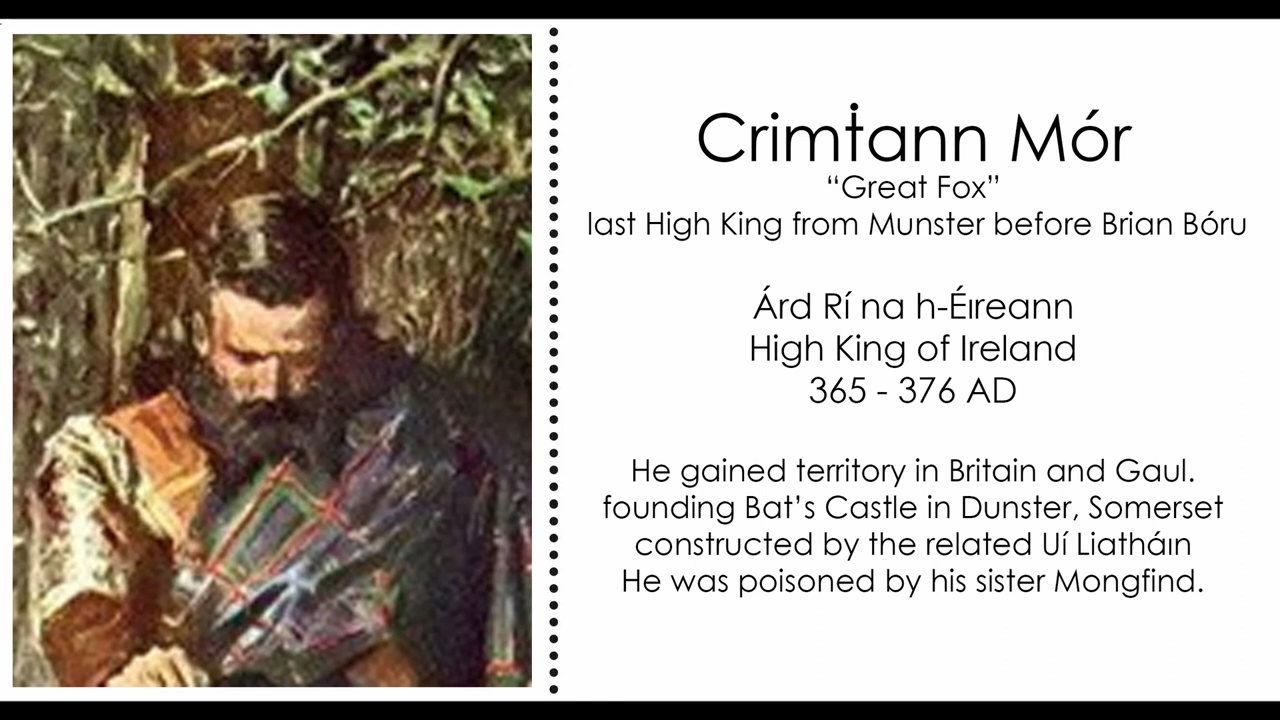 Crimṫann Mór
“Great Fox”
last High King from Munster before Brian Bóru
Árd Rí na h-Éıreann
High King of Ireland
365 - 376 AD
He gained territory in Britain and Gaul.
founding Bat’s Castle in Dunster, Somerset
constructed by the related Uí Liatháın
He was poisoned by his sister Mongfind.